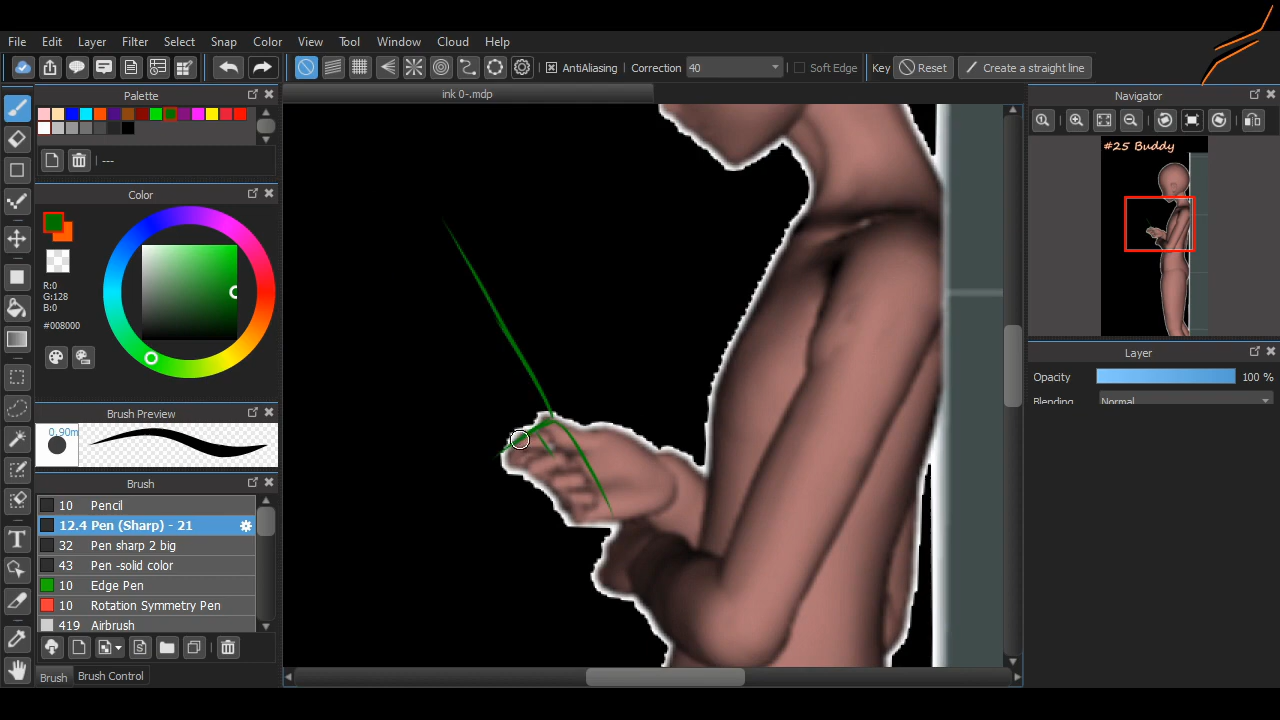 File Edit Layer Filter Select Snap Color View Tool Window Cloud Help
AntiAliasing Correction 40 Soft Edge Key Reset Create a straight line
Palette
ink 0-.mdp
Navigator
---
#25 Buddy
Color
R:0
G:128
B:0
#008000
Layer
Opacity 100 %
Blending Normal
Brush Preview
0.90m
Brush
10 Pencil
12.4 Pen (Sharp) - 21
32 Pen sharp 2 big
43 Pen -solid color
10 Edge Pen
10 Rotation Symmetry Pen
419 Airbrush
Brush Brush Control